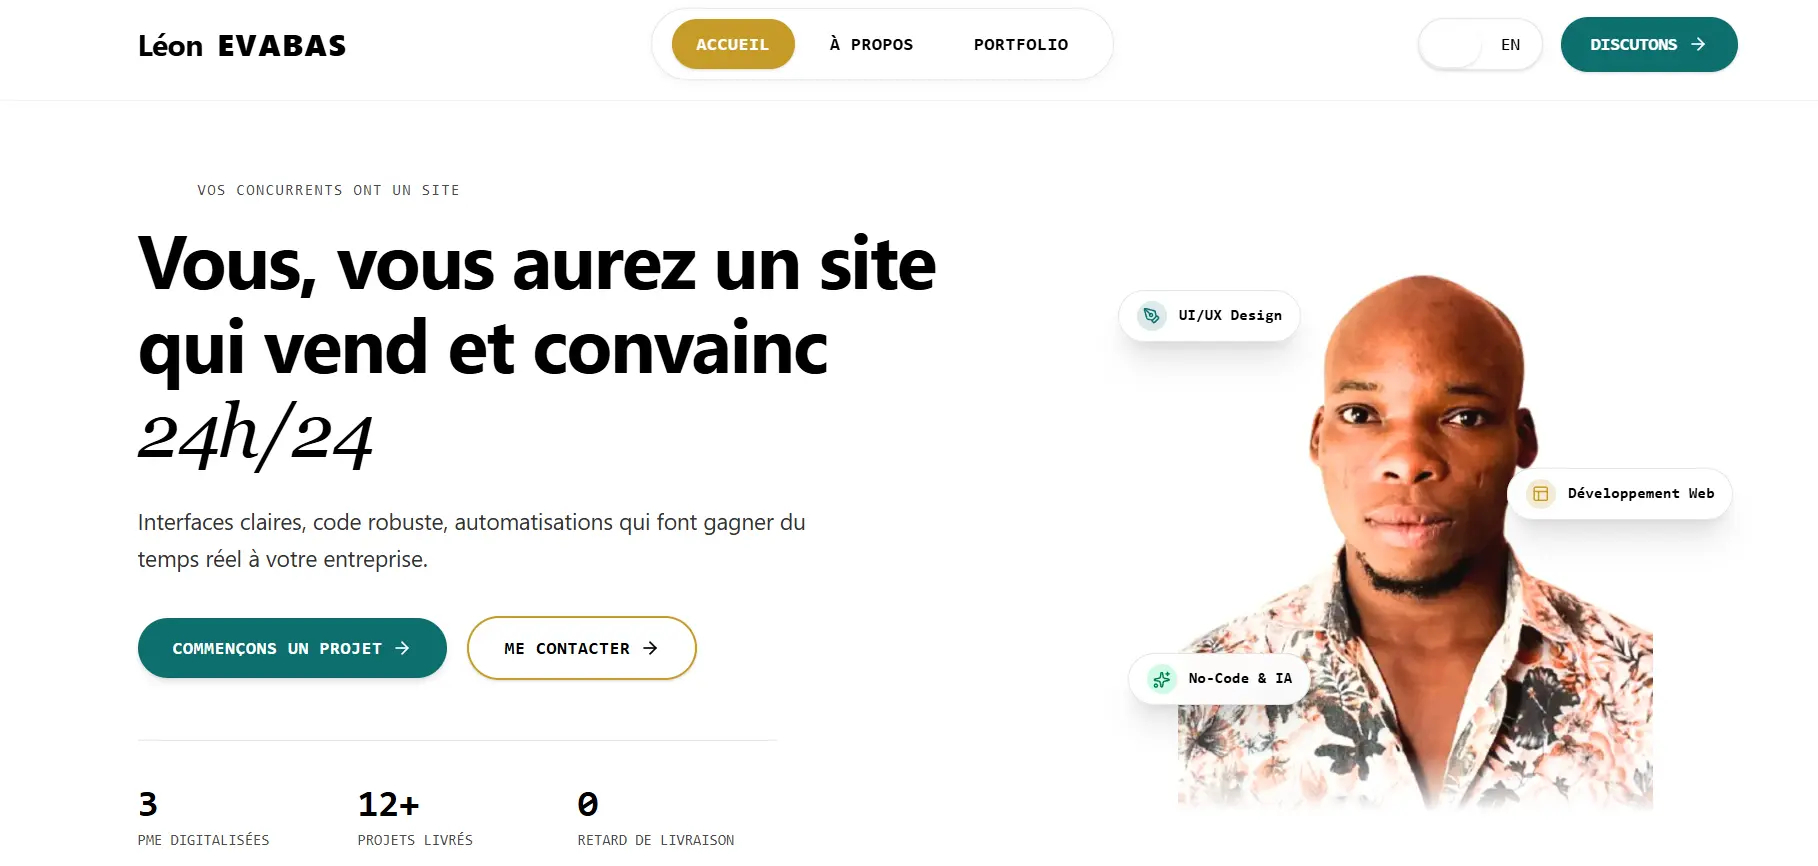 Léon EVABAS
ACCUEIL
À PROPOS
PORTFOLIO
EN
DISCUTONS
VOS CONCURRENTS ONT UN SITE
Vous, vous aurez un site
qui vend et convainc
24h/24
Interfaces claires, code robuste, automatisations qui font gagner du
temps réel à votre entreprise.
COMMENÇONS UN PROJET
ME CONTACTER
3
PME DIGITALISÉES
12+
PROJETS LIVRÉS
0
RETARD DE LIVRAISON
UI/UX Design
Développement Web
No-Code & IA